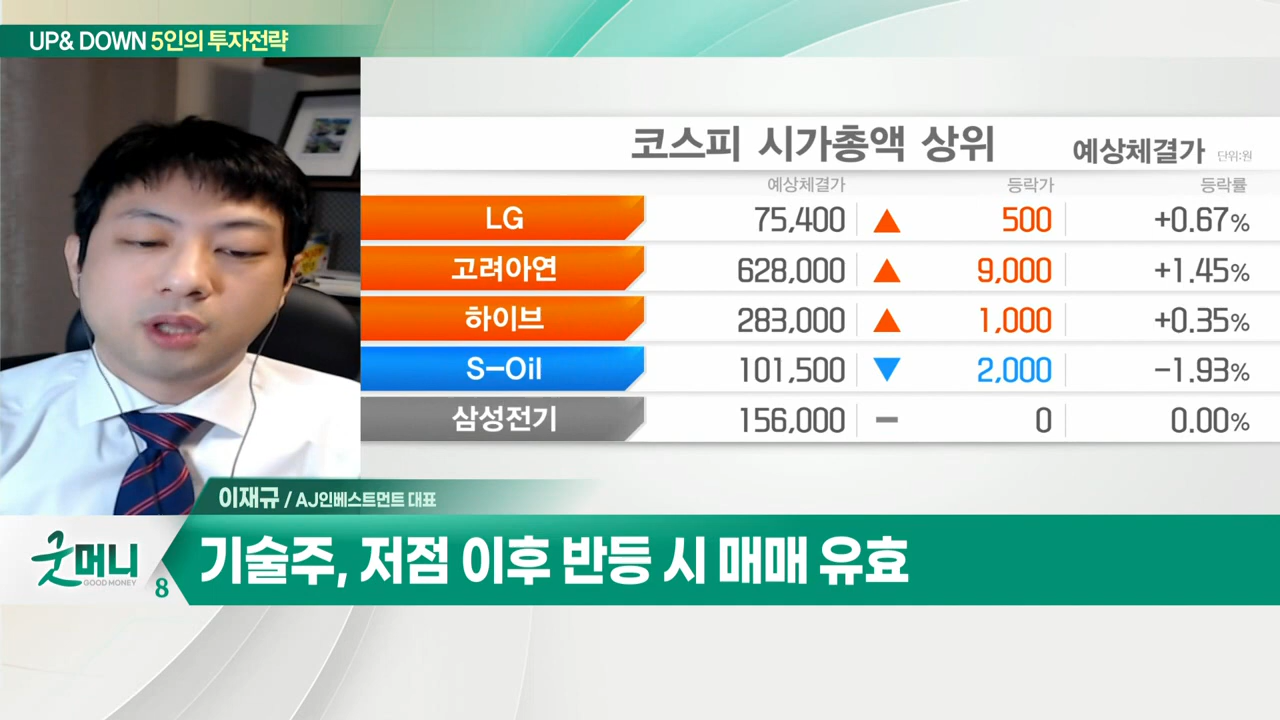 UP& DOWN 5인의 투자전략
코스피 시가총액 상위 예상체결가 단위:원
예상체결가 등락가 등락률
LG 75,400 ▲ 500 +0.67%
고려아연 628,000 ▲ 9,000 +1.45%
하이브 283,000 ▲ 1,000 +0.35%
S-Oil 101,500 ▼ 2,000 -1.93%
삼성전기 156,000 - 0 0.00%
이재규 / AJ인베스트먼트 대표
굿머니
GOOD MONEY
8
기술주, 저점 이후 반등 시 매매 유효